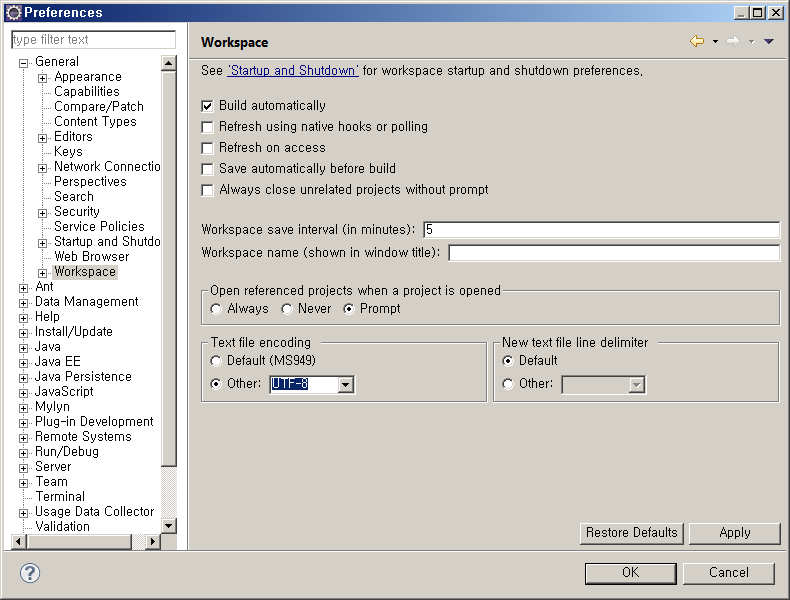 Preferences
type filter text
General
Appearance
Capabilities
Compare/Patch
Content Types
Editors
Keys
Network Connectio
Perspectives
Search
Security
Service Policies
Startup and Shutdo
Web Browser
Workspace
Ant
Data Management
Help
Install/Update
Java
Java EE
Java Persistence
JavaScript
Mylyn
Plug-in Development
Remote Systems
Run/Debug
Server
Team
Terminal
Usage Data Collector
Validation
Workspace
See 'Startup and Shutdown' for workspace startup and shutdown preferences.
Build automatically
Refresh using native hooks or polling
Refresh on access
Save automatically before build
Always close unrelated projects without prompt
Workspace save interval (in minutes): 5
Workspace name (shown in window title):
Open referenced projects when a project is opened
Always Never Prompt
Text file encoding
Default (MS949)
Other: UTF-8
New text file line delimiter
Default
Other:
Restore Defaults Apply
? OK Cancel